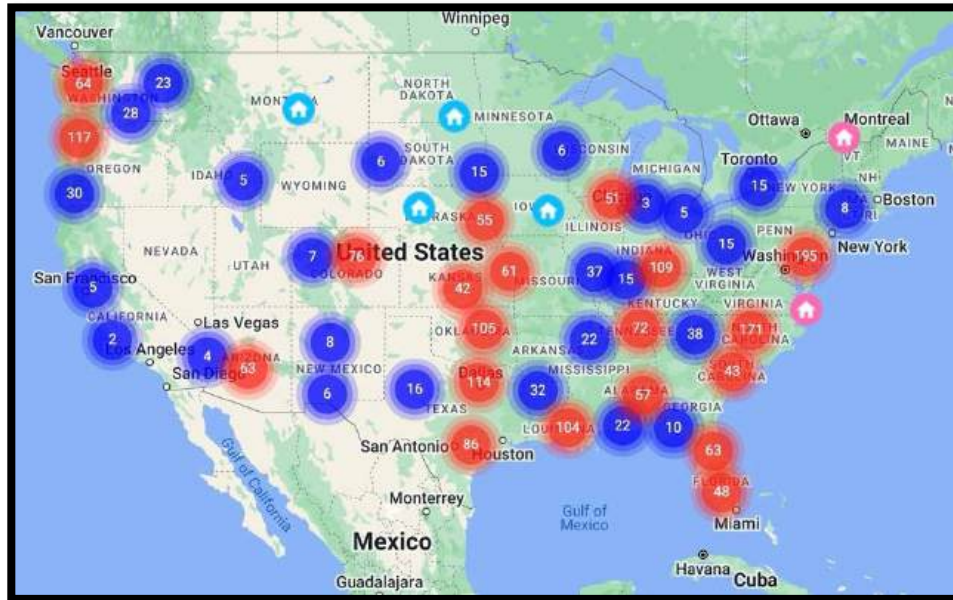 Winnipeg
Vancouver
Seattle
64
23
WASHINGTON
28
NORTH
DAKOTA
MINNESOTA
Ottawa
Montreal
117
VT
MAINE
OREGON
6
6
SOUTH
DAKOTA
MICHIGAN
Toronto
NH
30
IDAHO
5
WYOMING
15
15
NEW YORK
51
3
5
8
Boston
RI
55
ILLINOIS
PENN
New York
NEVADA
UTAH
7
76
United States
COLORADO
KANSAS
61
MISSOURI
37
INDIANA
15
109
15
WEST
VIRGINIA
Washington
195
San Francisco
5
42
KENTUCKY
VIRGINIA
CALIFORNIA
2
Las Vegas
8
OKLAHOMA
105
ARKANSAS
22
72
38
171
NORTH
CAROLINA
Los Angeles
4
ARIZONA
63
NEW MEXICO
MISSISSIPPI
SOUTH
CAROLINA
43
San Diego
6
16
TEXAS
Dallas
114
32
ALABAMA
57
GEORGIA
San Antonio
86
Houston
104
22
10
63
Gulf of California
FLORIDA
48
Monterrey
Gulf of
Mexico
Miami
Mexico
Havana
Cuba
Guadalajara